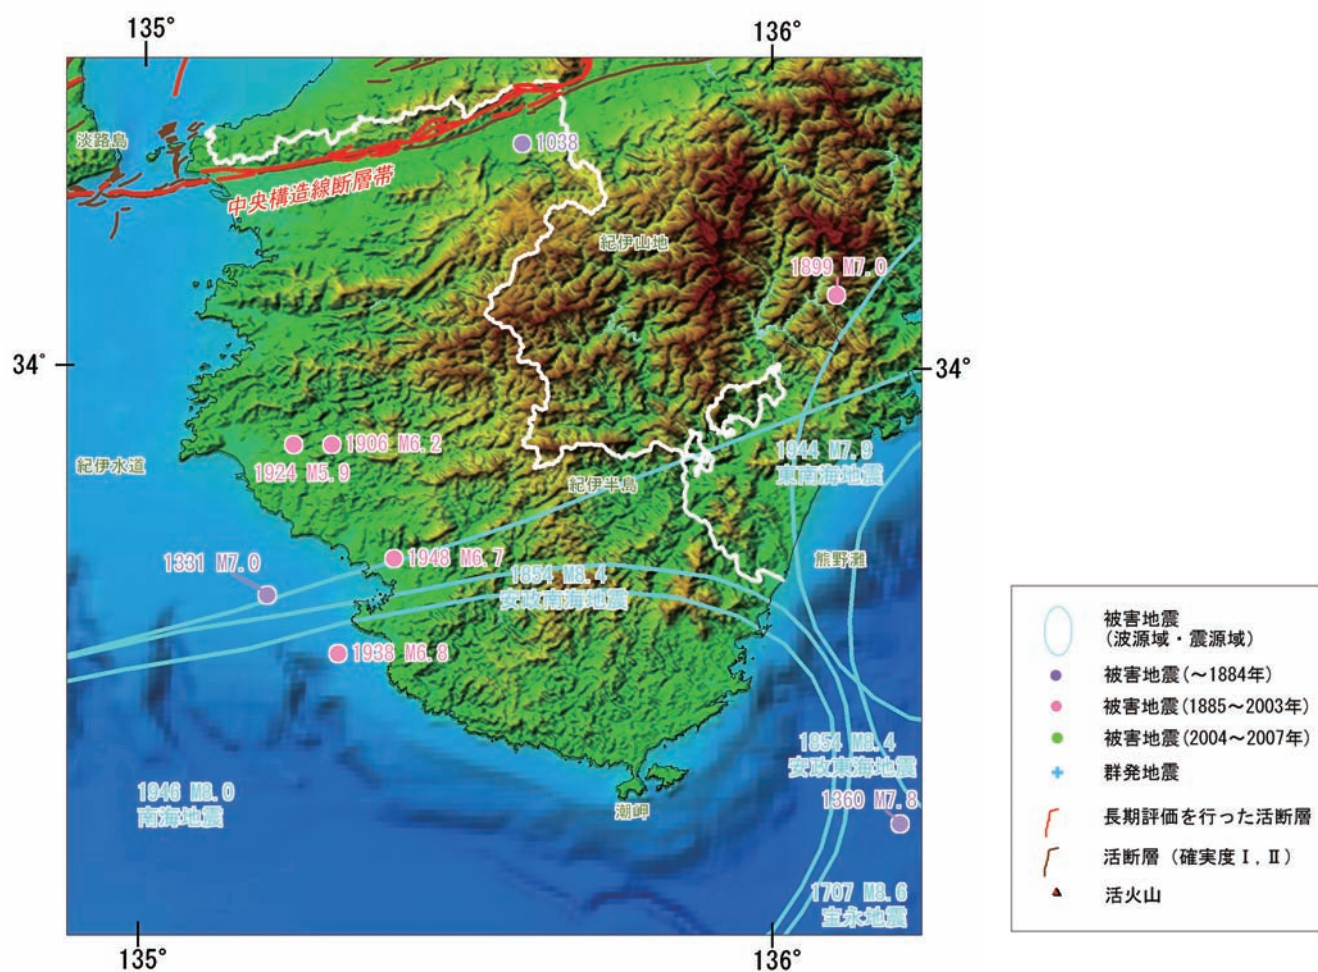 135°
136°
淡路島
1038
中央構造線断層帯
紀伊山地
1899 M7.0
34°
34°
1906 M6.2
1924 M5.9
1944 M7.9
東南海地震
紀伊水道
紀伊半島
1948 M6.7
1331 M7.0
熊野灘
1854 M8.4
安政南海地震
1938 M6.8
1854 M8.4
安政東海地震
1946 M8.0
南海地震
1360 M7.8
潮岬
1707 M8.6
宝永地震
135°
136°
被害地震
(波源域・震源域)
被害地震(～1884年)
被害地震(1885～2003年)
被害地震(2004～2007年)
群発地震
長期評価を行った活断層
活断層（確実度Ⅰ,Ⅱ）
活火山